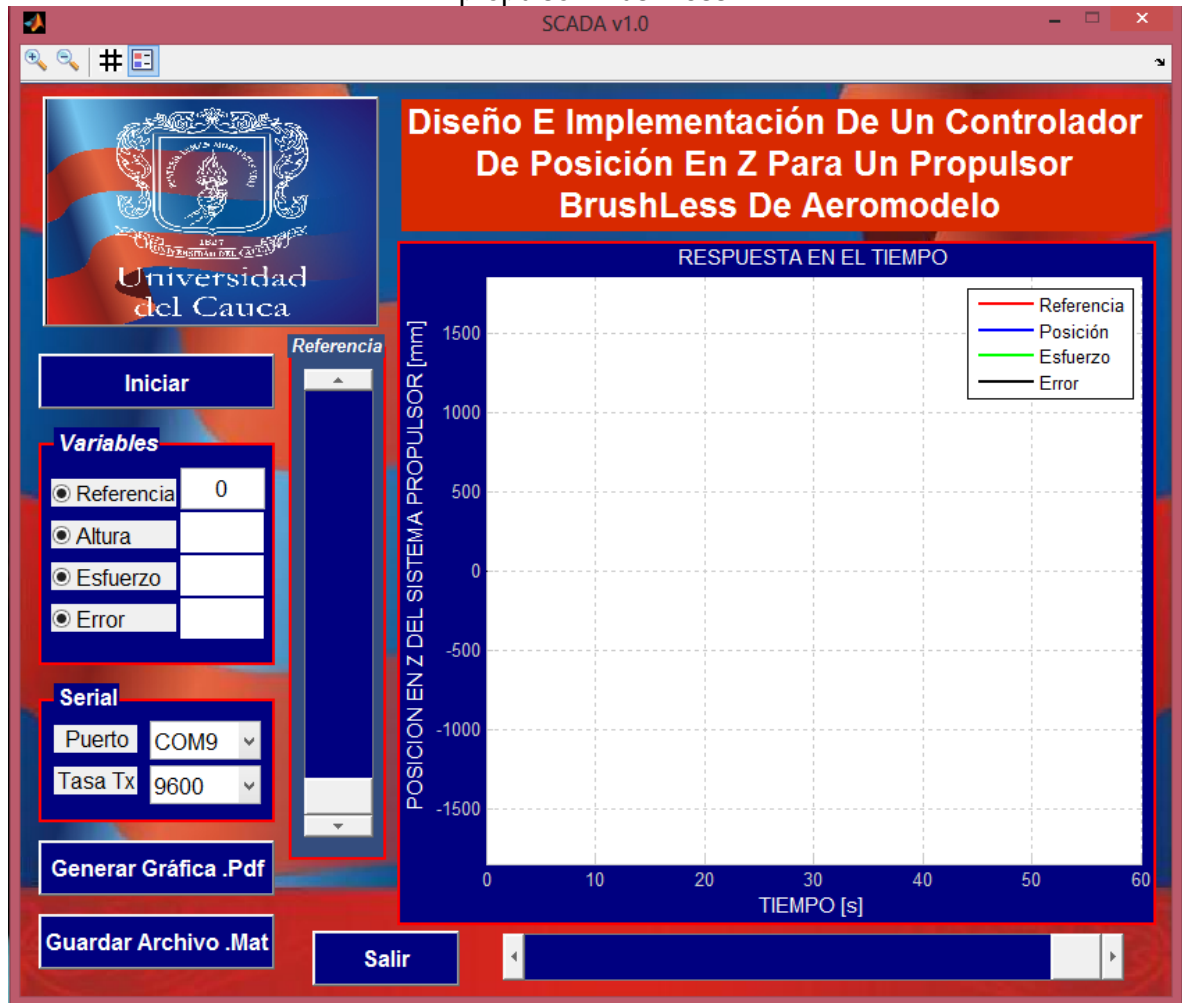 SCADA v1.0
Diseño E Implementación De Un Controlador
De Posición En Z Para Un Propulsor
BrushLess De Aeromodelo
1827
Universidad
del Cauca
Iniciar
Variables
Referencia 0
Altura
Esfuerzo
Error
Serial
Puerto COM9
Tasa Tx 9600
Generar Gráfica .Pdf
Guardar Archivo .Mat
Referencia
RESPUESTA EN EL TIEMPO
Referencia
Posición
Esfuerzo
Error
POSICION EN Z DEL SISTEMA PROPULSOR [mm]
1500
1000
500
0
-500
-1000
-1500
0 10 20 30 40 50 60
TIEMPO [s]
Salir